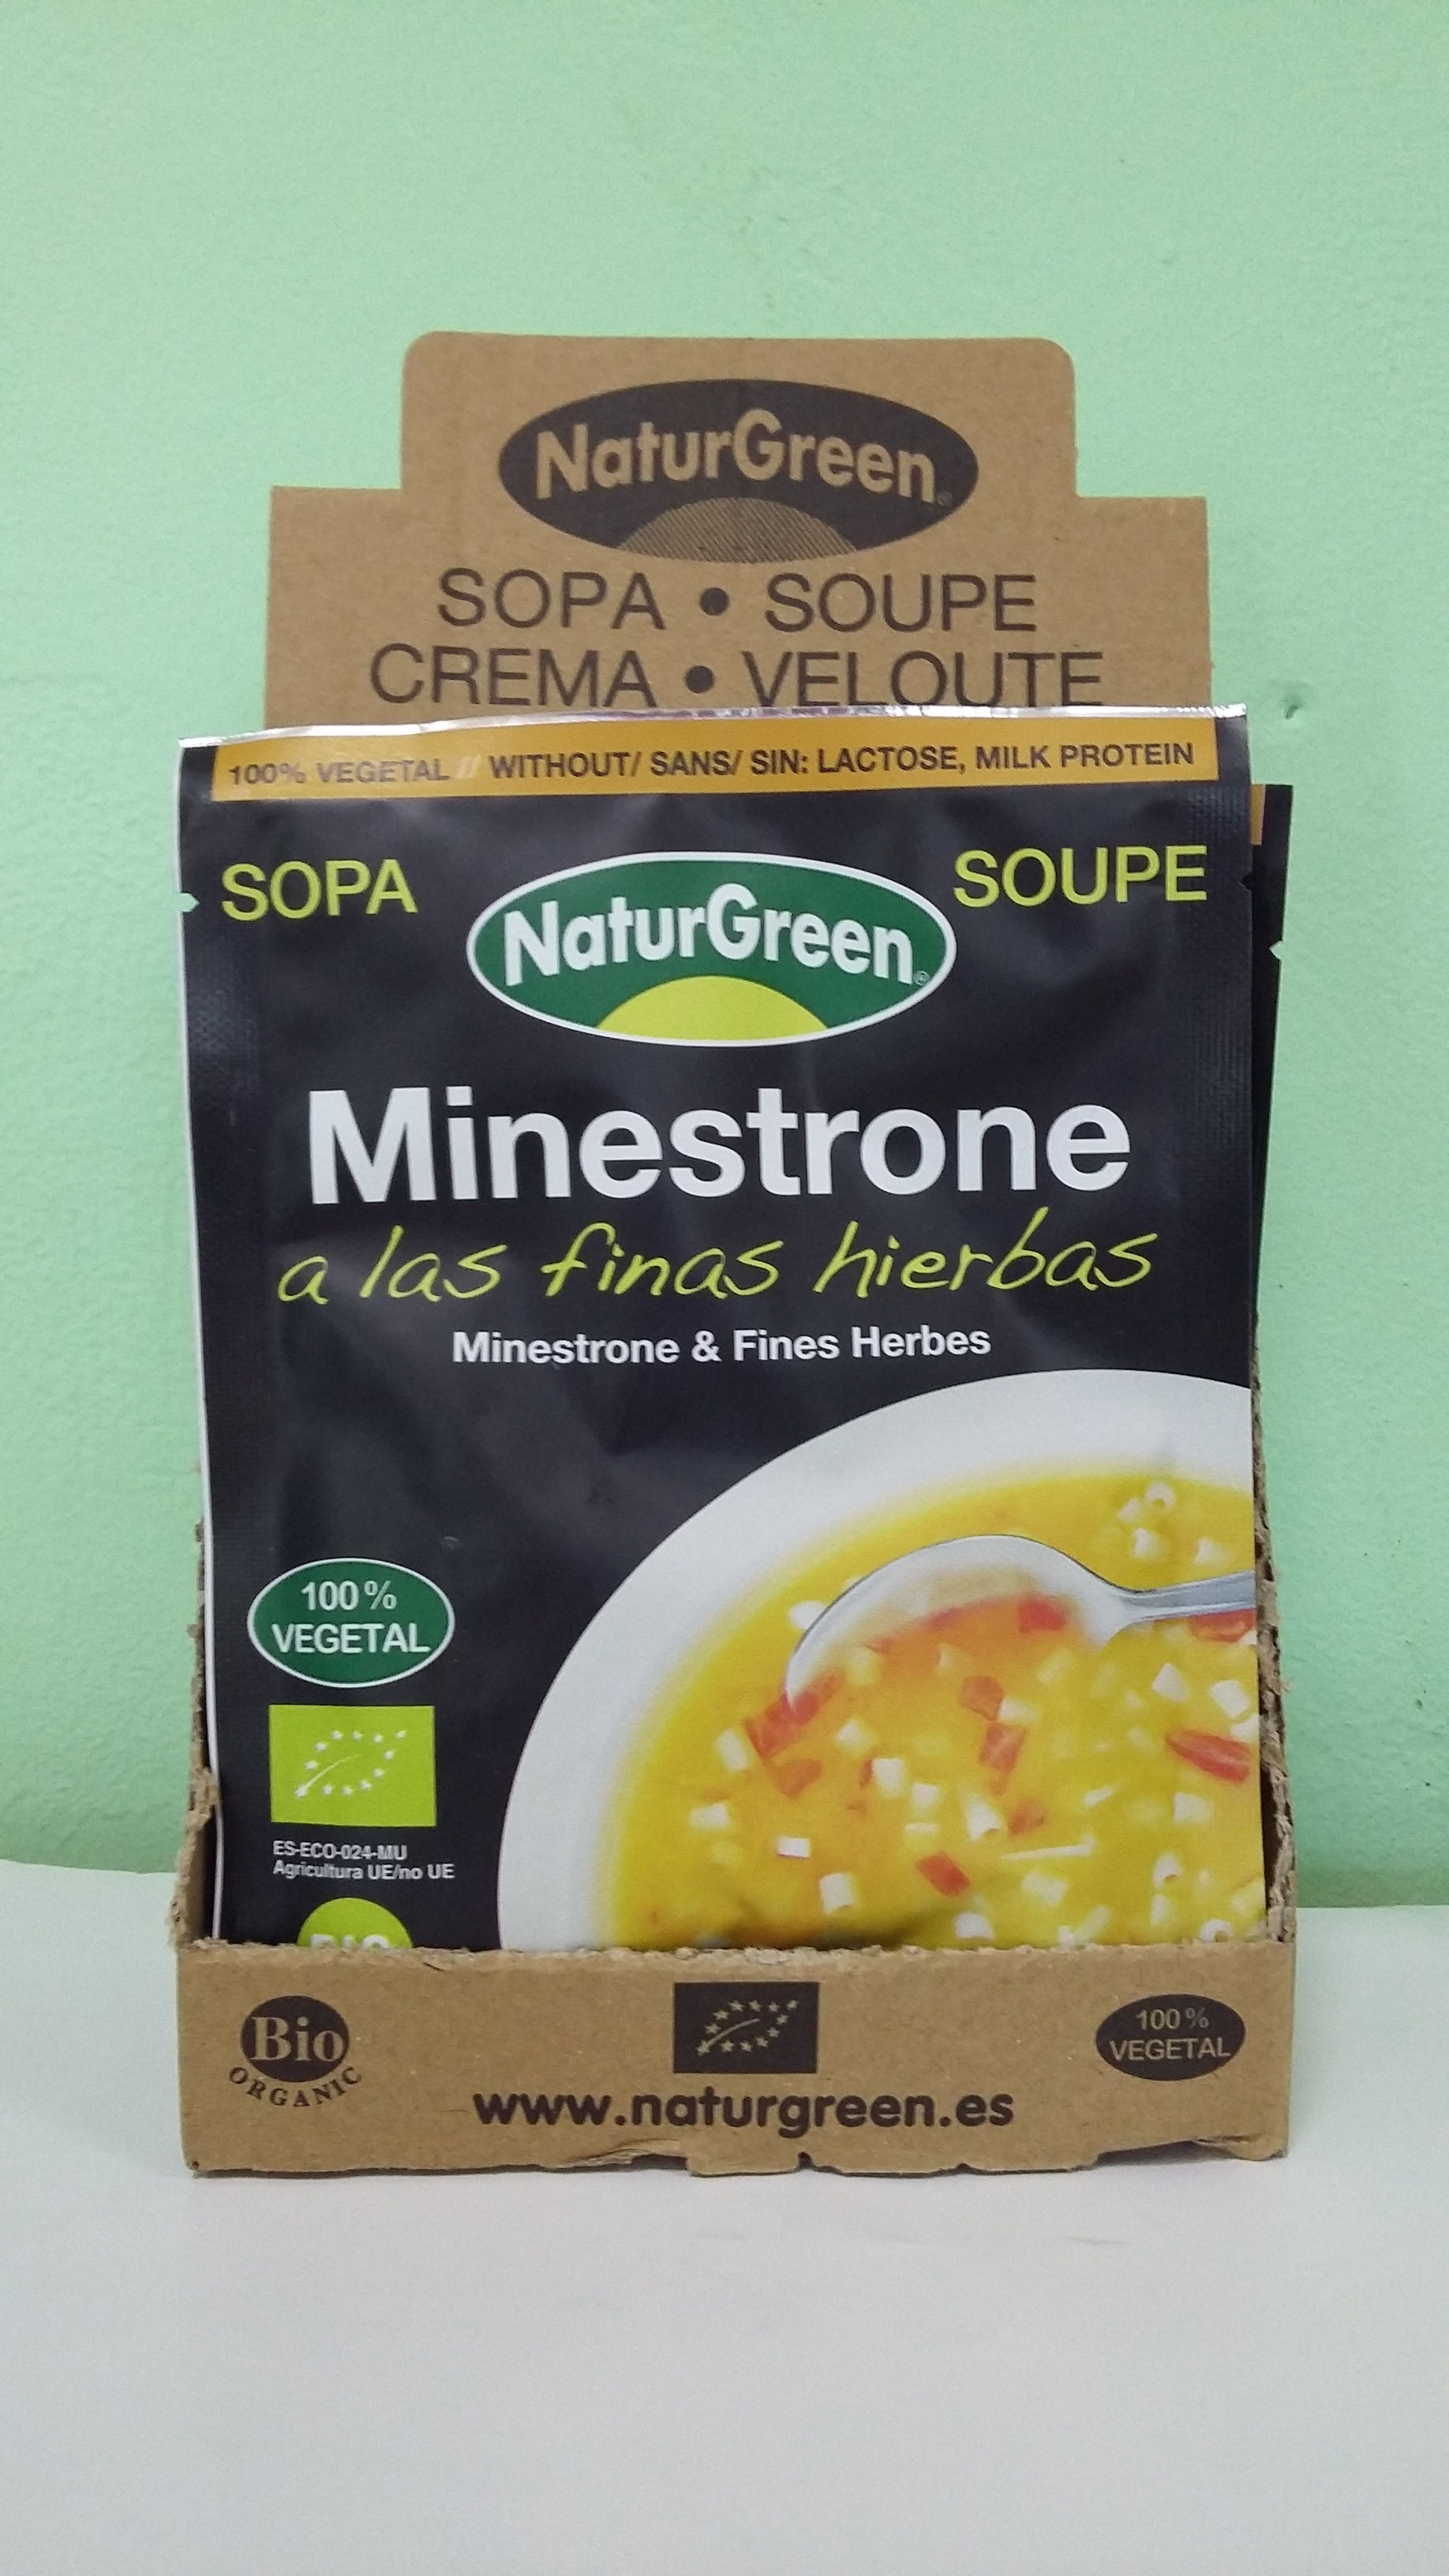 NaturGreen®
SOPA • SOUPE
CREMA • VELOUTE
100% VEGETAL // WITHOUT/ SANS/ SIN: LACTOSE, MILK PROTEIN
SOPA
SOUPE
NaturGreen®
Minestrone
a las finas hierbas
Minestrone & Fines Herbes
100%
VEGETAL
ES-ECO-024-MU
Agricultura UE/no UE
BIO
Bio
ORGANIC
100%
VEGETAL
www.naturgreen.es